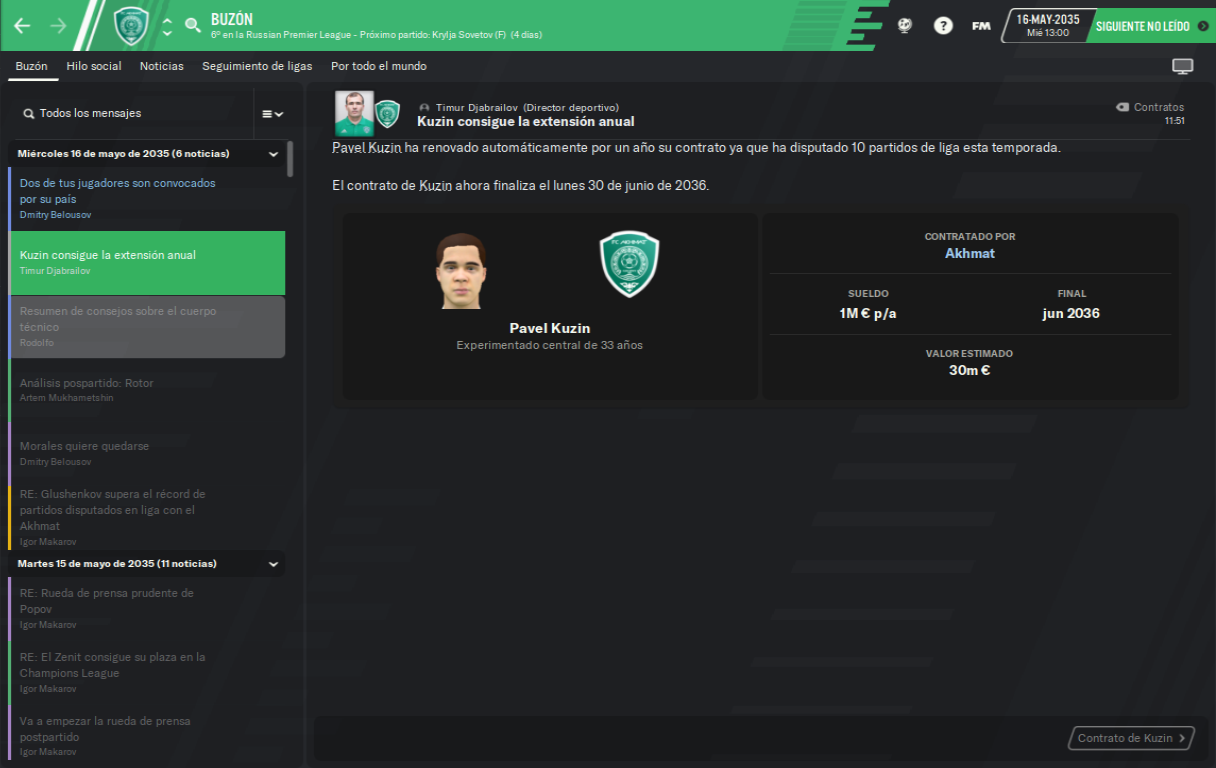 BUZÓN
6º en la Russian Premier League - Próximo partido: Krylja Sovetov (F) (4 días)
FM
16-MAY-2035
Mié 13:00
SIGUIENTE NO LEÍDO
Buzón Hilo social Noticias Seguimiento de ligas Por todo el mundo
Todos los mensajes
Miércoles 16 de mayo de 2035 (6 noticias)
Dos de tus jugadores son convocados
por su país
Dmitry Belousov
Kuzin consigue la extensión anual
Timur Djabrailov
Resumen de consejos sobre el cuerpo
técnico
Rodolfo
Análisis pospartido: Rotor
Artem Mukhametshin
Morales quiere quedarse
Dmitry Belousov
RE: Glushenkov supera el récord de
partidos disputados en liga con el
Akhmat
Igor Makarov
Martes 15 de mayo de 2035 (11 noticias)
RE: Rueda de prensa prudente de
Popov
Igor Makarov
RE: El Zenit consigue su plaza en la
Champions League
Igor Makarov
Va a empezar la rueda de prensa
postpartido
Igor Makarov
Timur Djabrailov (Director deportivo)
Kuzin consigue la extensión anual
Contratos
11:51
Pavel Kuzin ha renovado automáticamente por un año su contrato ya que ha disputado 10 partidos de liga esta temporada.
El contrato de Kuzin ahora finaliza el lunes 30 de junio de 2036.
FC AKHMAT
Pavel Kuzin
Experimentado central de 33 años
CONTRATADO POR
Akhmat
SUELDO FINAL
1M € p/a jun 2036
VALOR ESTIMADO
30m €
Contrato de Kuzin